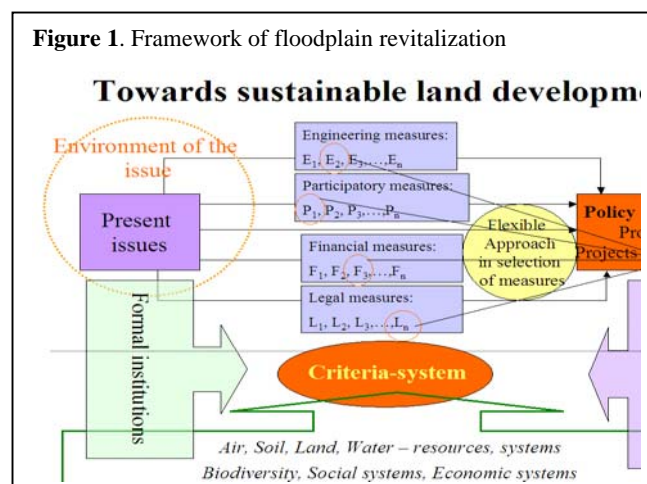 Figure 1. Framework of floodplain revitalization
Towards sustainable land developm
Environment of the
issue
Present
issues
Engineering measures:
E1, E2, E3,…,En
Participatory measures:
P1, P2, P3,…,Pn
Financial measures:
F1, F2, F3,…,Fn
Legal measures:
L1, L2, L3,…,Ln
Flexible
Approach
in selection
of measures
Policy
Pro
Projects
Formal institutions
Criteria-system
Air, Soil, Land, Water – resources, systems
Biodiversity, Social systems, Economic systems